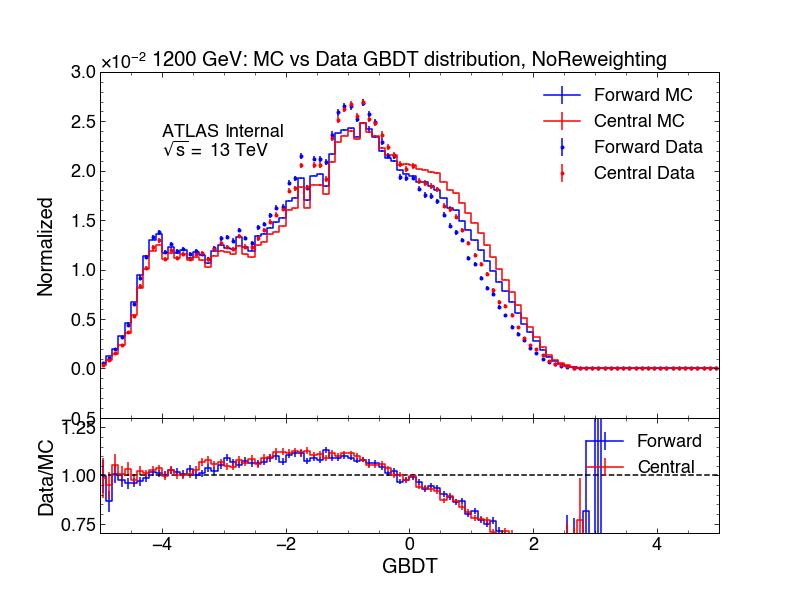 ×10⁻² 1200 GeV: MC vs Data GBDT distribution, NoReweighting
3.0
2.5
2.0
1.5
1.0
0.5
0.0
−0.5
Normalized
ATLAS Internal
√s = 13 TeV
Forward MC
Central MC
Forward Data
Central Data
1.25
1.00
0.75
Data/MC
Forward
Central
−4 −2 0 2 4
GBDT